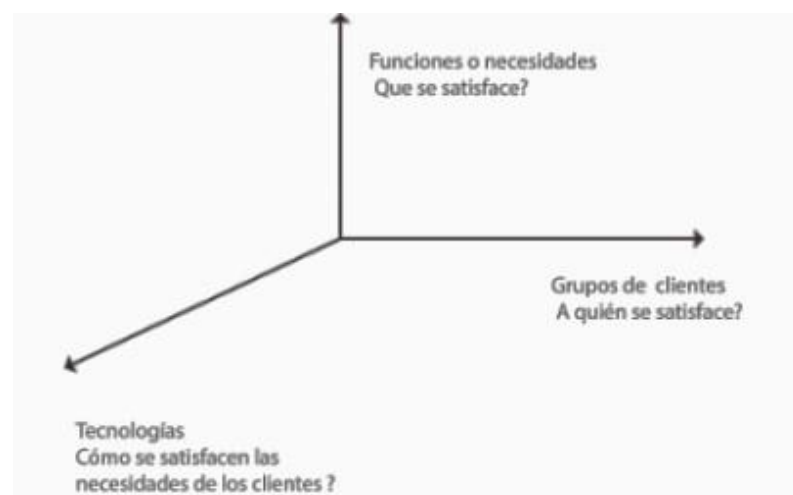 Funciones o necesidades
Que se satisface?
Grupos de clientes
A quién se satisface?
Tecnologías
Cómo se satisfacen las
necesidades de los clientes ?